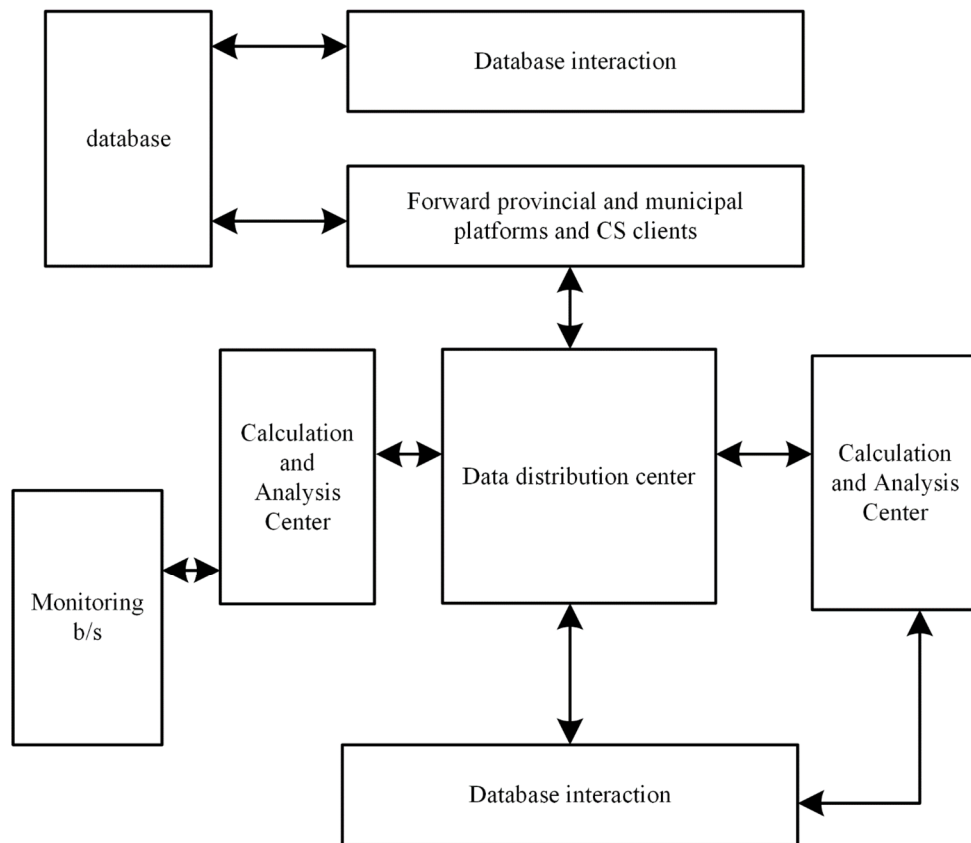 Database interaction
database
Forward provincial and municipal
platforms and CS clients
Calculation
and
Analysis
Center
Data distribution center
Calculation
and Analysis
Center
Monitoring
b/s
Database interaction